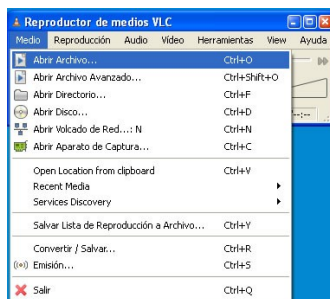 Reproductor de medios VLC
Medio Reproducción Audio Vídeo Herramientas View Ayuda
Abrir Archivo... Ctrl+O
Abrir Archivo Avanzado... Ctrl+Shift+O
Abrir Directorio... Ctrl+F
Abrir Disco... Ctrl+D
Abrir Volcado de Red...: N Ctrl+N
Abrir Aparato de Captura... Ctrl+C
Open Location from clipboard Ctrl+V
Recent Media
Services Discovery
Salvar Lista de Reproducción a Archivo... Ctrl+Y
Convertir / Salvar... Ctrl+R
Emisión... Ctrl+S
Salir Ctrl+Q